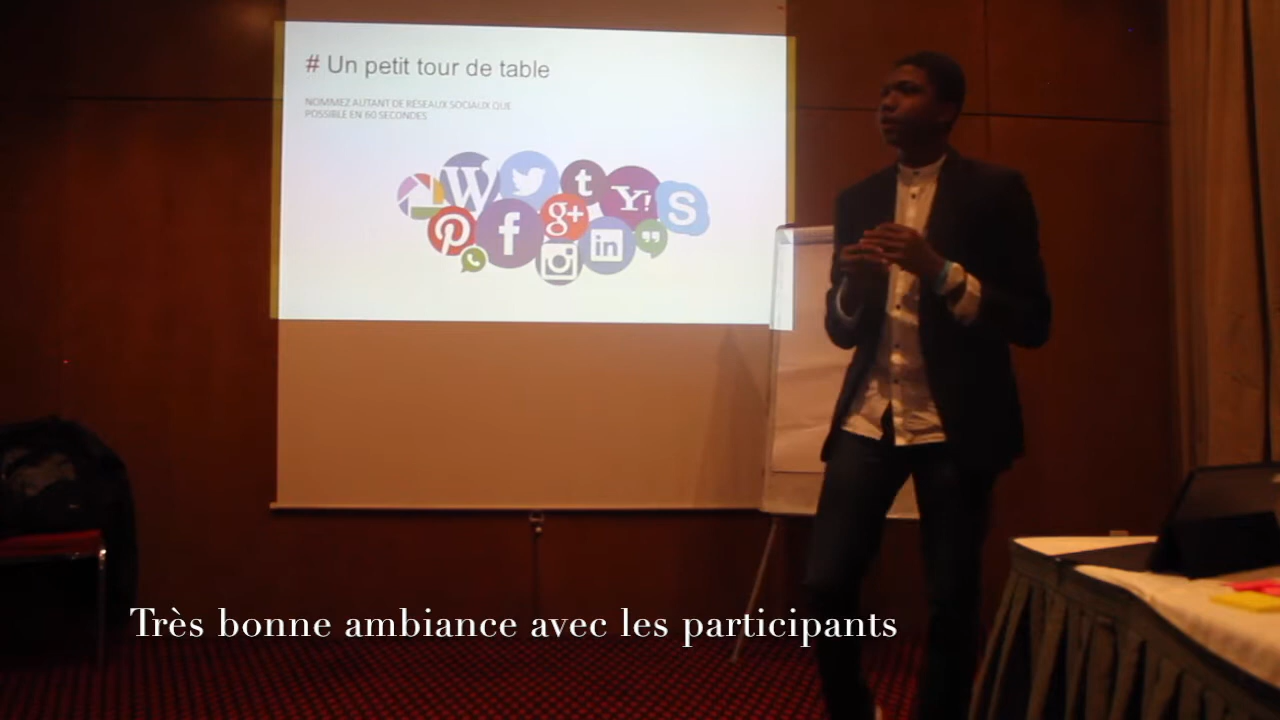 # Un petit tour de table
NOMMEZ AUTANT DE RÉSEAUX SOCIAUX QUE
POSSIBLE EN 60 SECONDES
W
t
Y!
S
g+
f
in
Très bonne ambiance avec les participants